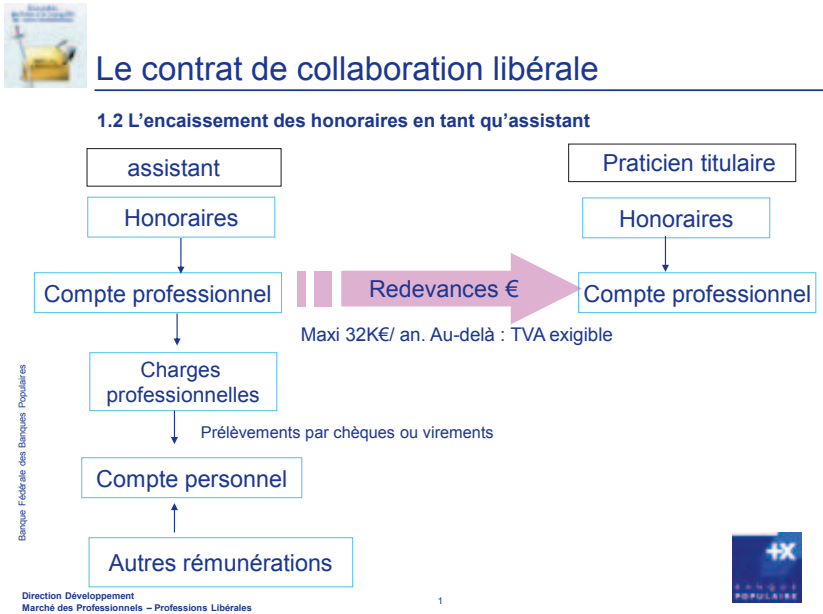 Le contrat de collaboration libérale
1.2 L'encaissement des honoraires en tant qu'assistant
assistant
Praticien titulaire
Honoraires
Honoraires
Compte professionnel
Redevances €
Compte professionnel
Maxi 32K€/ an. Au-delà : TVA exigible
Charges
professionnelles
Prélèvements par chèques ou virements
Compte personnel
Autres rémunérations
Banque Fédérale des Banques Populaires
BANQUE
POPULAIRE
Direction Développement
Marché des Professionnels – Professions Libérales
1